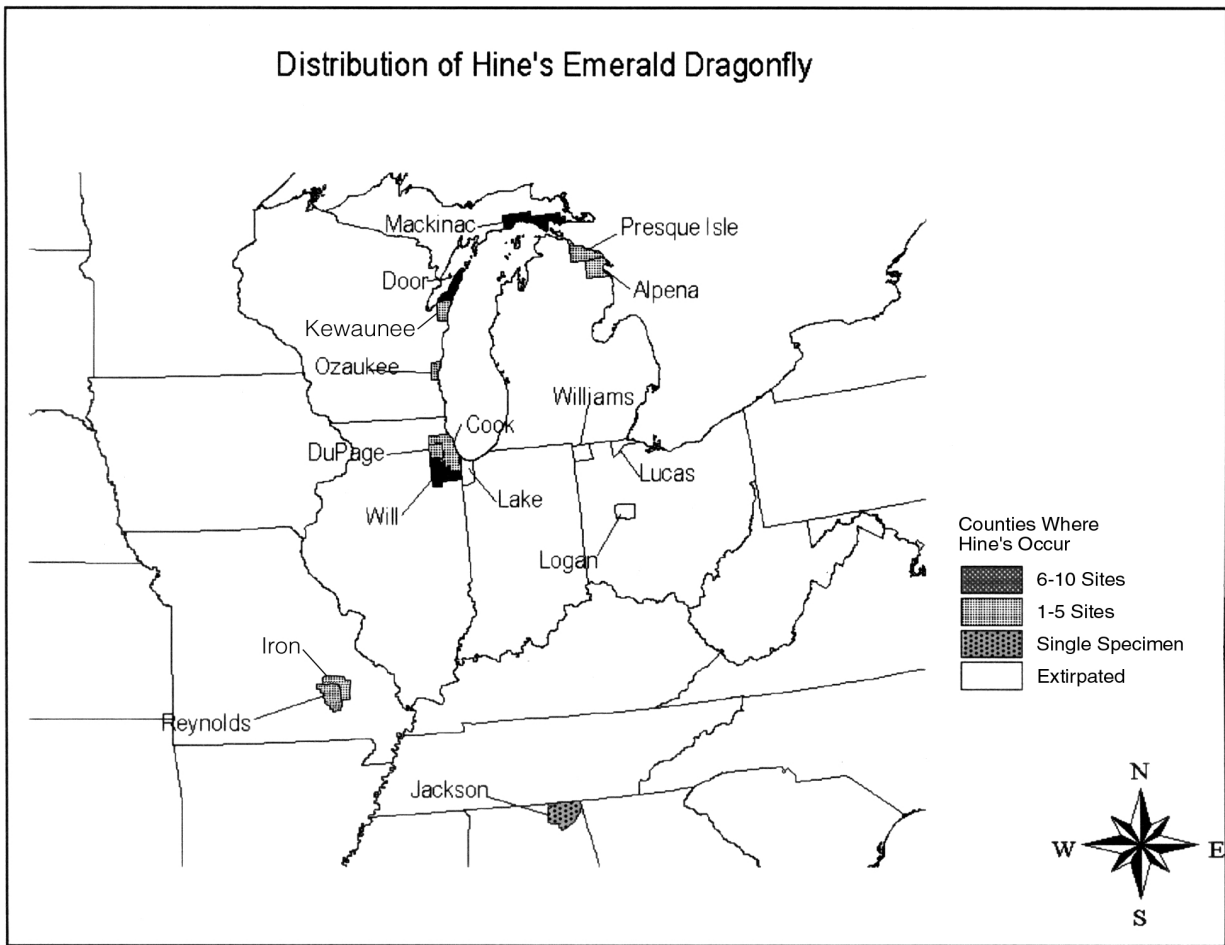 Distribution of Hine's Emerald Dragonfly
Mackinac
Presque Isle
Door
Alpena
Kewaunee
Ozaukee
Williams
Cook
DuPage
Lucas
Lake
Will
Logan
Counties Where
Hine's Occur
6-10 Sites
1-5 Sites
Single Specimen
Extirpated
Iron
Reynolds
Jackson
N
W
E
S